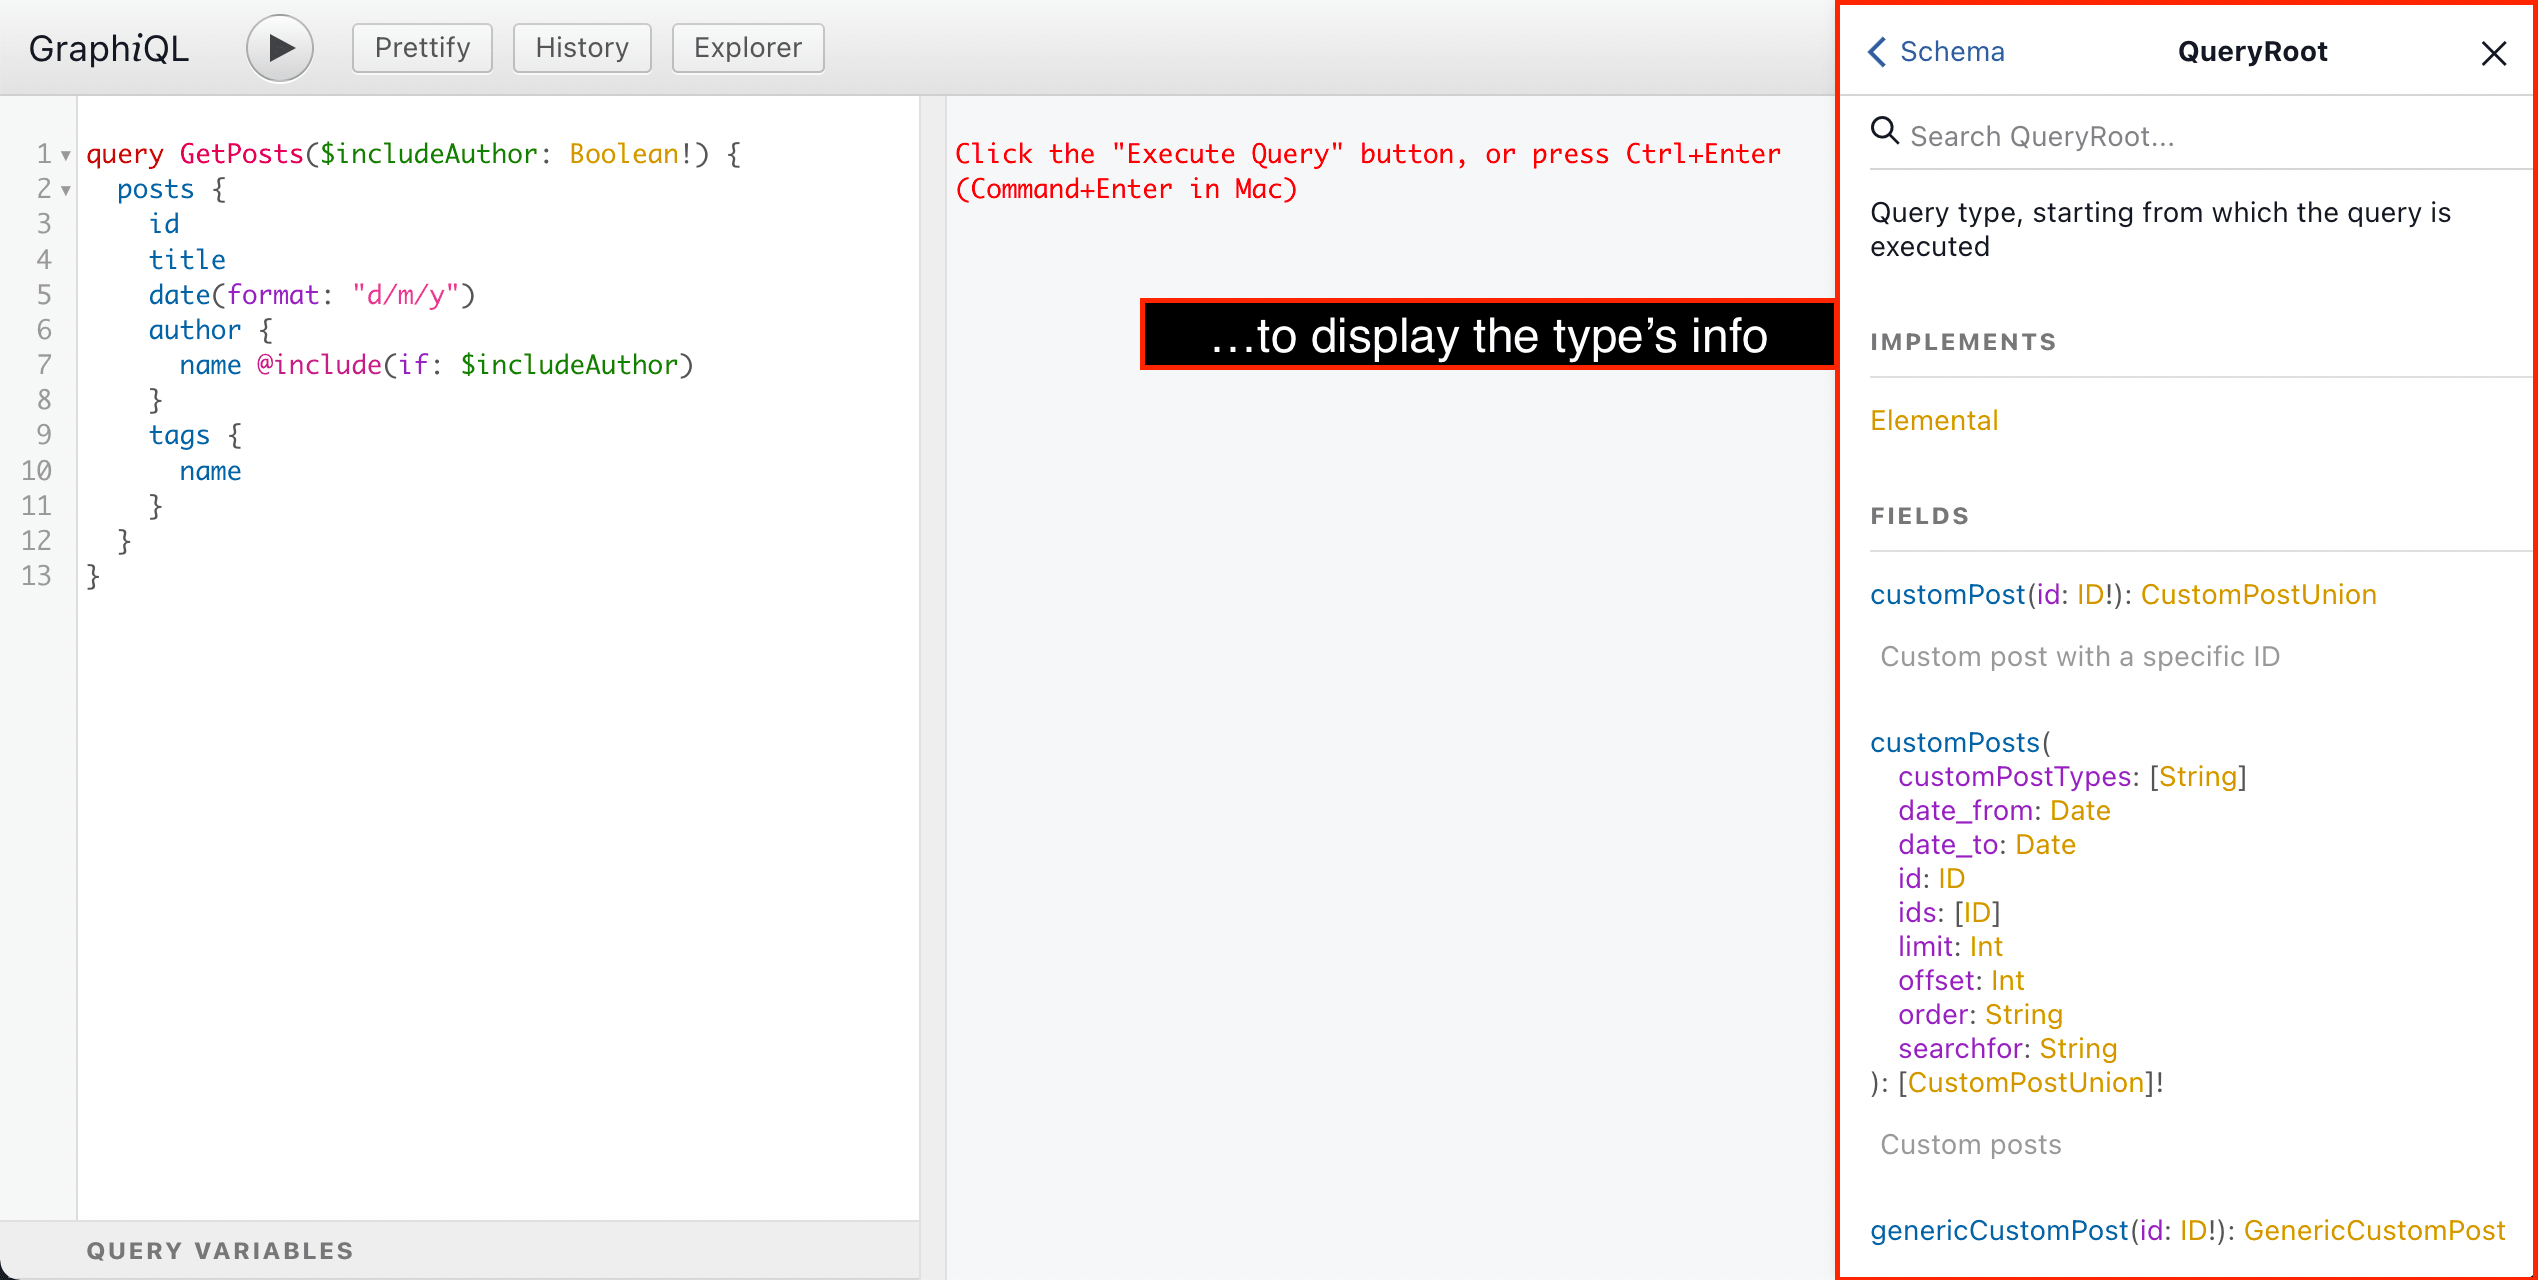 GraphiQL
Prettify
History
Explorer
1 query GetPosts($includeAuthor: Boolean!) {
2 posts {
3 id
4 title
5 date(format: "d/m/y")
6 author {
7 name @include(if: $includeAuthor)
8 }
9 tags {
10 name
11 }
12 }
13 }
QUERY VARIABLES
Click the "Execute Query" button, or press Ctrl+Enter
(Command+Enter in Mac)
…to display the type’s info
Schema
QueryRoot
Search QueryRoot...
Query type, starting from which the query is
executed
IMPLEMENTS
Elemental
FIELDS
customPost(id: ID!): CustomPostUnion
Custom post with a specific ID
customPosts(
customPostTypes: [String]
date_from: Date
date_to: Date
id: ID
ids: [ID]
limit: Int
offset: Int
order: String
searchfor: String
): [CustomPostUnion]!
Custom posts
genericCustomPost(id: ID!): GenericCustomPost